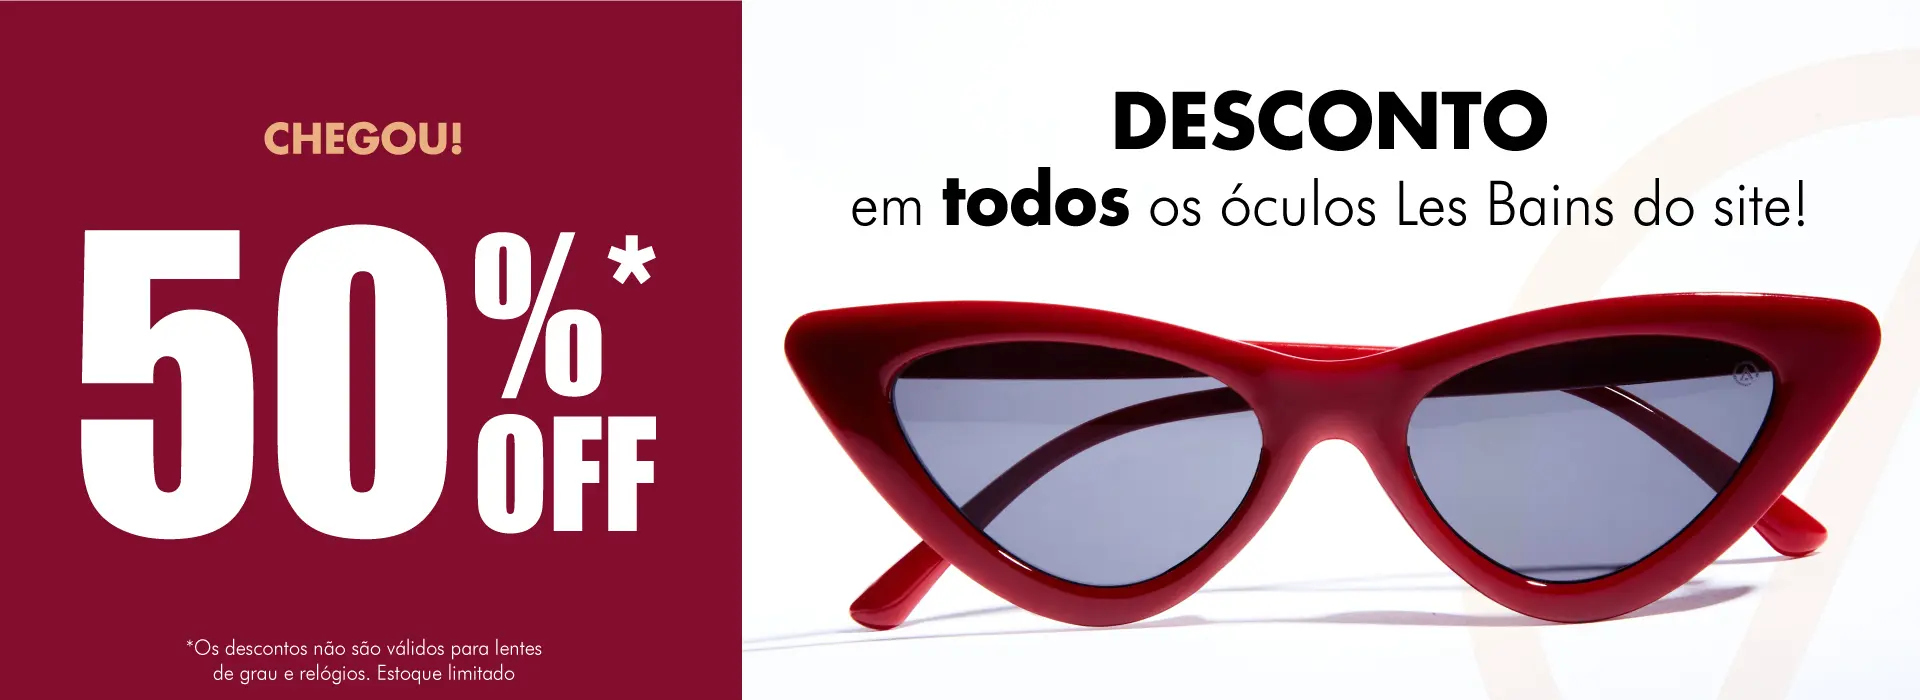 CHEGOU!
50%*
OFF
*Os descontos não são válidos para lentes
de grau e relógios. Estoque limitado
DESCONTO
em todos os óculos Les Bains do site!